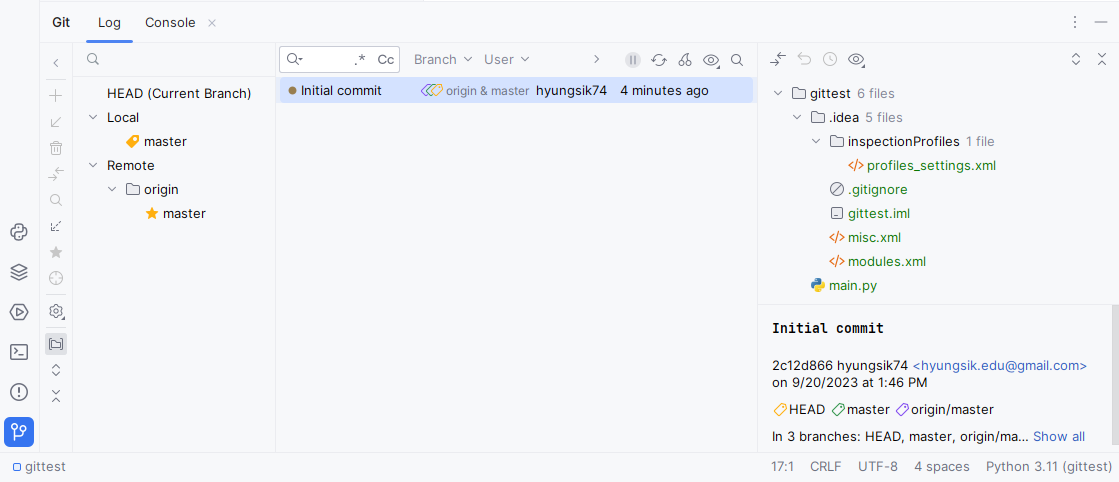 Git Log Console
.* Cc Branch User
HEAD (Current Branch)
Local
master
Remote
origin
master
Initial commit origin & master hyungsik74 4 minutes ago
gittest 6 files
.idea 5 files
inspectionProfiles 1 file
profiles_settings.xml
.gitignore
gittest.iml
misc.xml
modules.xml
main.py
Initial commit
2c12d866 hyungsik74 <hyungsik.edu@gmail.com>
on 9/20/2023 at 1:46 PM
HEAD master origin/master
In 3 branches: HEAD, master, origin/ma... Show all
gittest 17:1 CRLF UTF-8 4 spaces Python 3.11 (gittest)